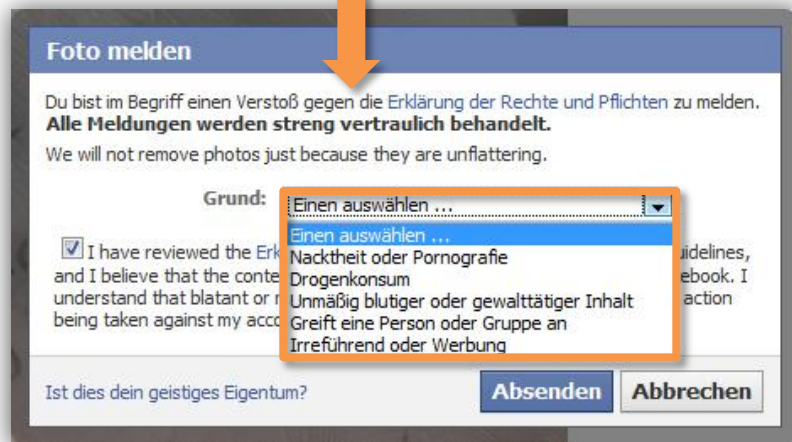 Foto melden
Du bist im Begriff einen Verstoß gegen die Erklärung der Rechte und Pflichten zu melden.
Alle Meldungen werden streng vertraulich behandelt.
We will not remove photos just because they are unflattering.
Grund: Einen auswählen ...
Einen auswählen ...
Nacktheit oder Pornografie
Drogenkonsum
Unmäßig blutiger oder gewalttätiger Inhalt
Greift eine Person oder Gruppe an
Irreführend oder Werbung
I have reviewed the
and I believe that the
understand that blatant or
action
being taken against my
Ist dies dein geistiges Eigentum?
Absenden Abbrechen